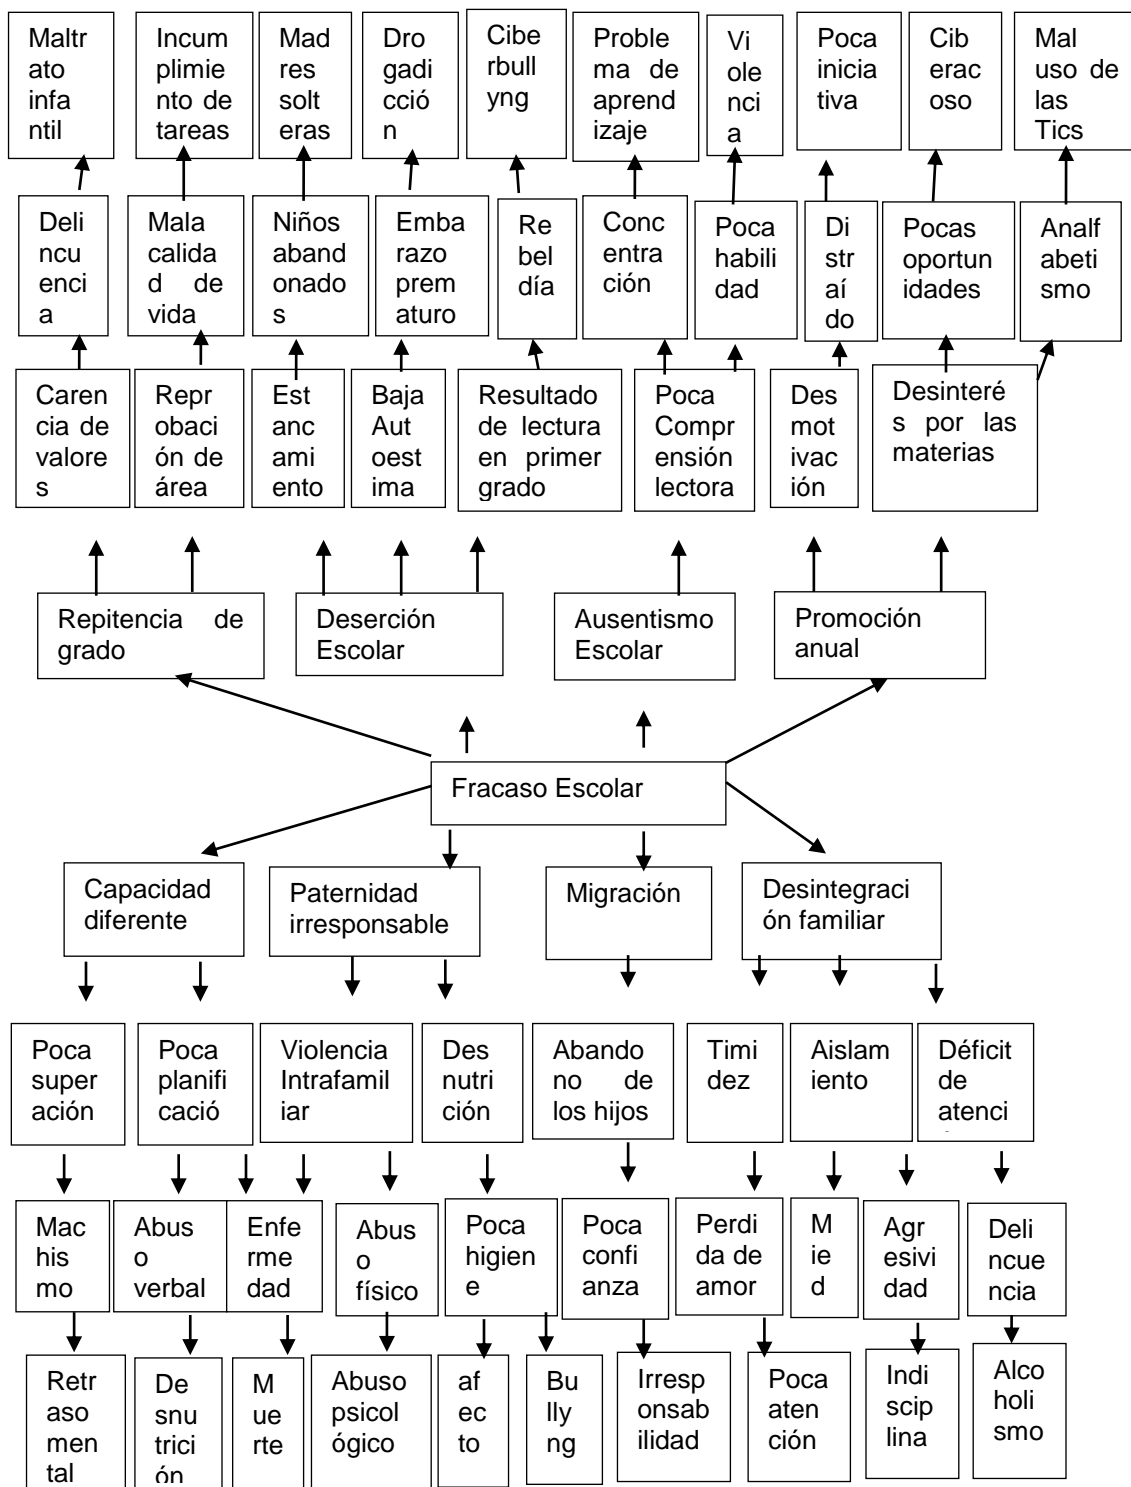 Maltr
ato
infa
ntil
Incum
plimie
nto de
tareas
Mad
res
solt
eras
Dro
gadi
cció
n
Cibe
rbull
yng
Proble
ma de
aprend
izaje
Vi
olen
ci
a
Poca
inicia
tiva
Cib
erac
oso
Mal
uso de
las
Tics
Deli
ncu
enci
a
Mala
calida
d de
vida
Niños
aband
onado
s
Emba
razo
prem
aturo
Re
bel
día
Conc
entra
ción
Poca
habili
dad
Di
str
aí
do
Pocas
oportun
idades
Analf
abeti
smo
Caren
cia de
valore
s
Repr
obaci
ón de
área
Est
anc
ami
ento
Baja
Aut
oest
ima
Resultado
de lectura
en primer
grado
Poca
Compr
ensión
lectora
Des
mot
ivac
ión
Desinteré
s por las
materias
Repitencia de
grado
Deserción
Escolar
Ausentismo
Escolar
Promoción
anual
Fracaso Escolar
Capacidad
diferente
Paternidad
irresponsable
Migración
Desintegraci
ón familiar
Poca
super
ación
Poca
planifi
cació
Violencia
Intrafamil
iar
Des
nutri
ción
Abando
no de
los hijos
Timi
dez
Aislam
iento
Déficit
de
atenci
Mac
his
mo
Abus
o
verbal
Enfe
rme
dad
Abus
o
físico
Poca
higien
e
Poca
confi
anza
Perdi
da de
amor
M
ied
Agr
esivi
dad
Deli
ncue
ncia
Retr
aso
men
tal
De
snu
trici
ón
M
ue
rte
Abuso
psicol
ógico
af
ec
to
Bu
lly
ng
Irresp
onsab
ilidad
Poca
aten
ción
Indi
scip
lina
Alc
oholi
smo